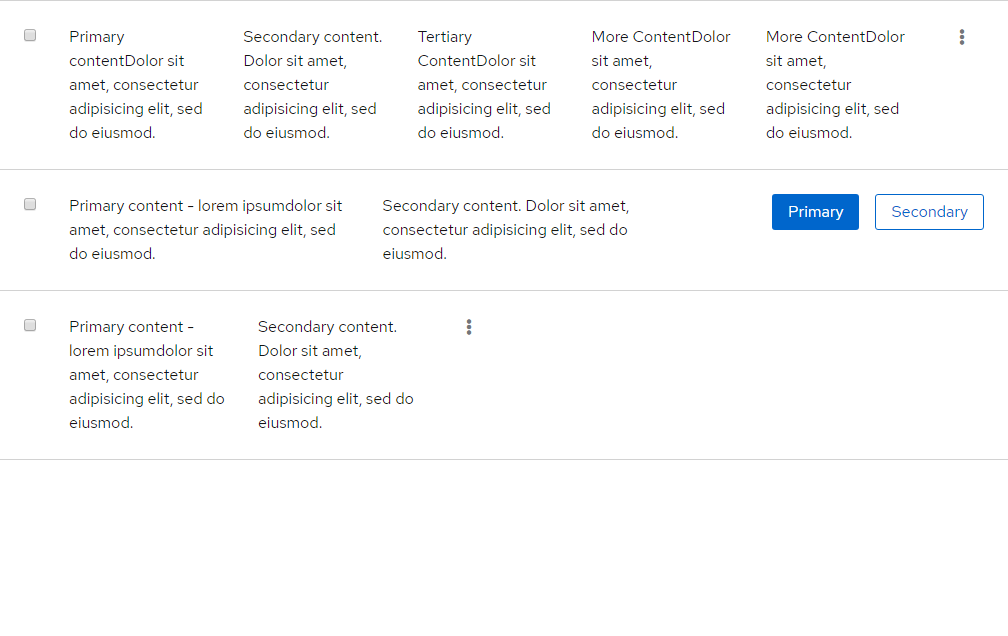 Primary
contentDolor sit
amet, consectetur
adipisicing elit, sed
do eiusmod.
Secondary content.
Dolor sit amet,
consectetur
adipisicing elit, sed
do eiusmod.
Tertiary
ContentDolor sit
amet, consectetur
adipisicing elit, sed
do eiusmod.
More ContentDolor
sit amet,
consectetur
adipisicing elit, sed
do eiusmod.
More ContentDolor
sit amet,
consectetur
adipisicing elit, sed
do eiusmod.
Primary content - lorem ipsumdolor sit
amet, consectetur adipisicing elit, sed
do eiusmod.
Secondary content. Dolor sit amet,
consectetur adipisicing elit, sed do
eiusmod.
Primary
Secondary
Primary content -
lorem ipsumdolor sit
amet, consectetur
adipisicing elit, sed do
eiusmod.
Secondary content.
Dolor sit amet,
consectetur
adipisicing elit, sed do
eiusmod.